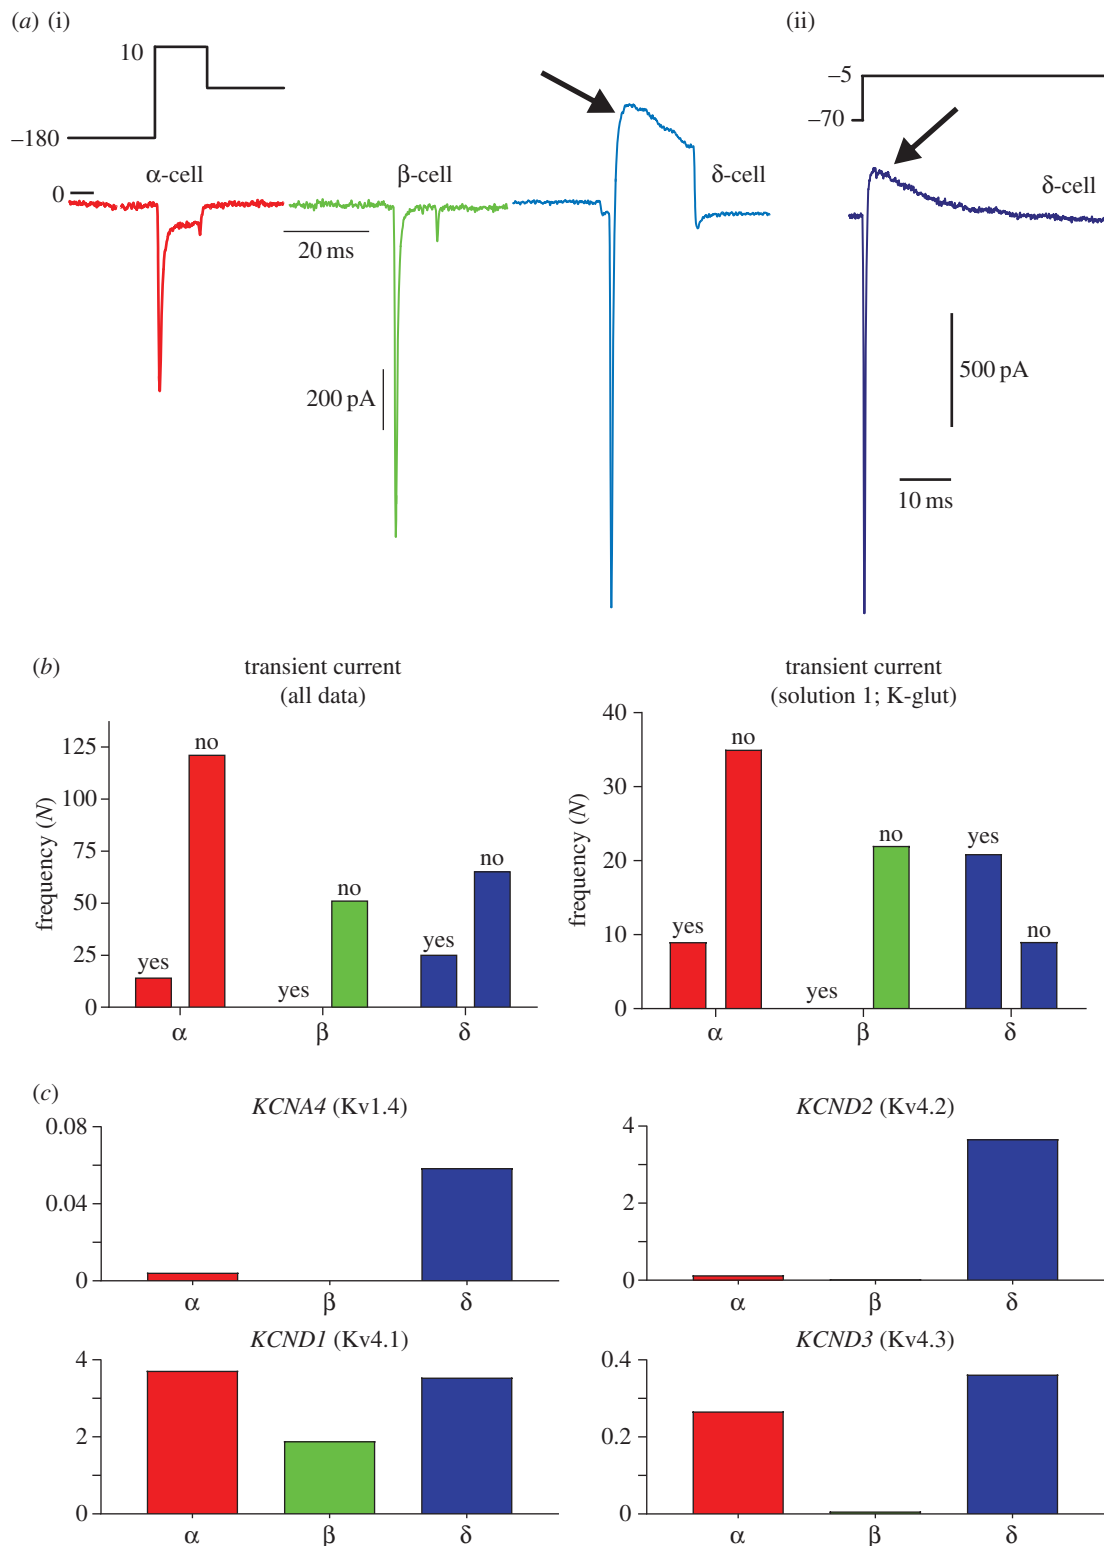 (a) (i)
(ii)
10
–180
0
α-cell
β-cell
δ-cell
20 ms
200 pA
–5
–70
δ-cell
500 pA
10 ms
(b)
transient current
(all data)
frequency (N)
125
100
75
50
25
0
yes
no
yes
no
yes
no
α
β
δ
transient current
(solution 1; K-glut)
frequency (N)
40
30
20
10
0
yes
no
yes
no
yes
no
α
β
δ
(c)
KCNA4 (Kv1.4)
0.08
0.04
0
α
β
δ
KCND2 (Kv4.2)
4
2
0
α
β
δ
KCND1 (Kv4.1)
4
2
0
α
β
δ
KCND3 (Kv4.3)
0.4
0.2
0
α
β
δ